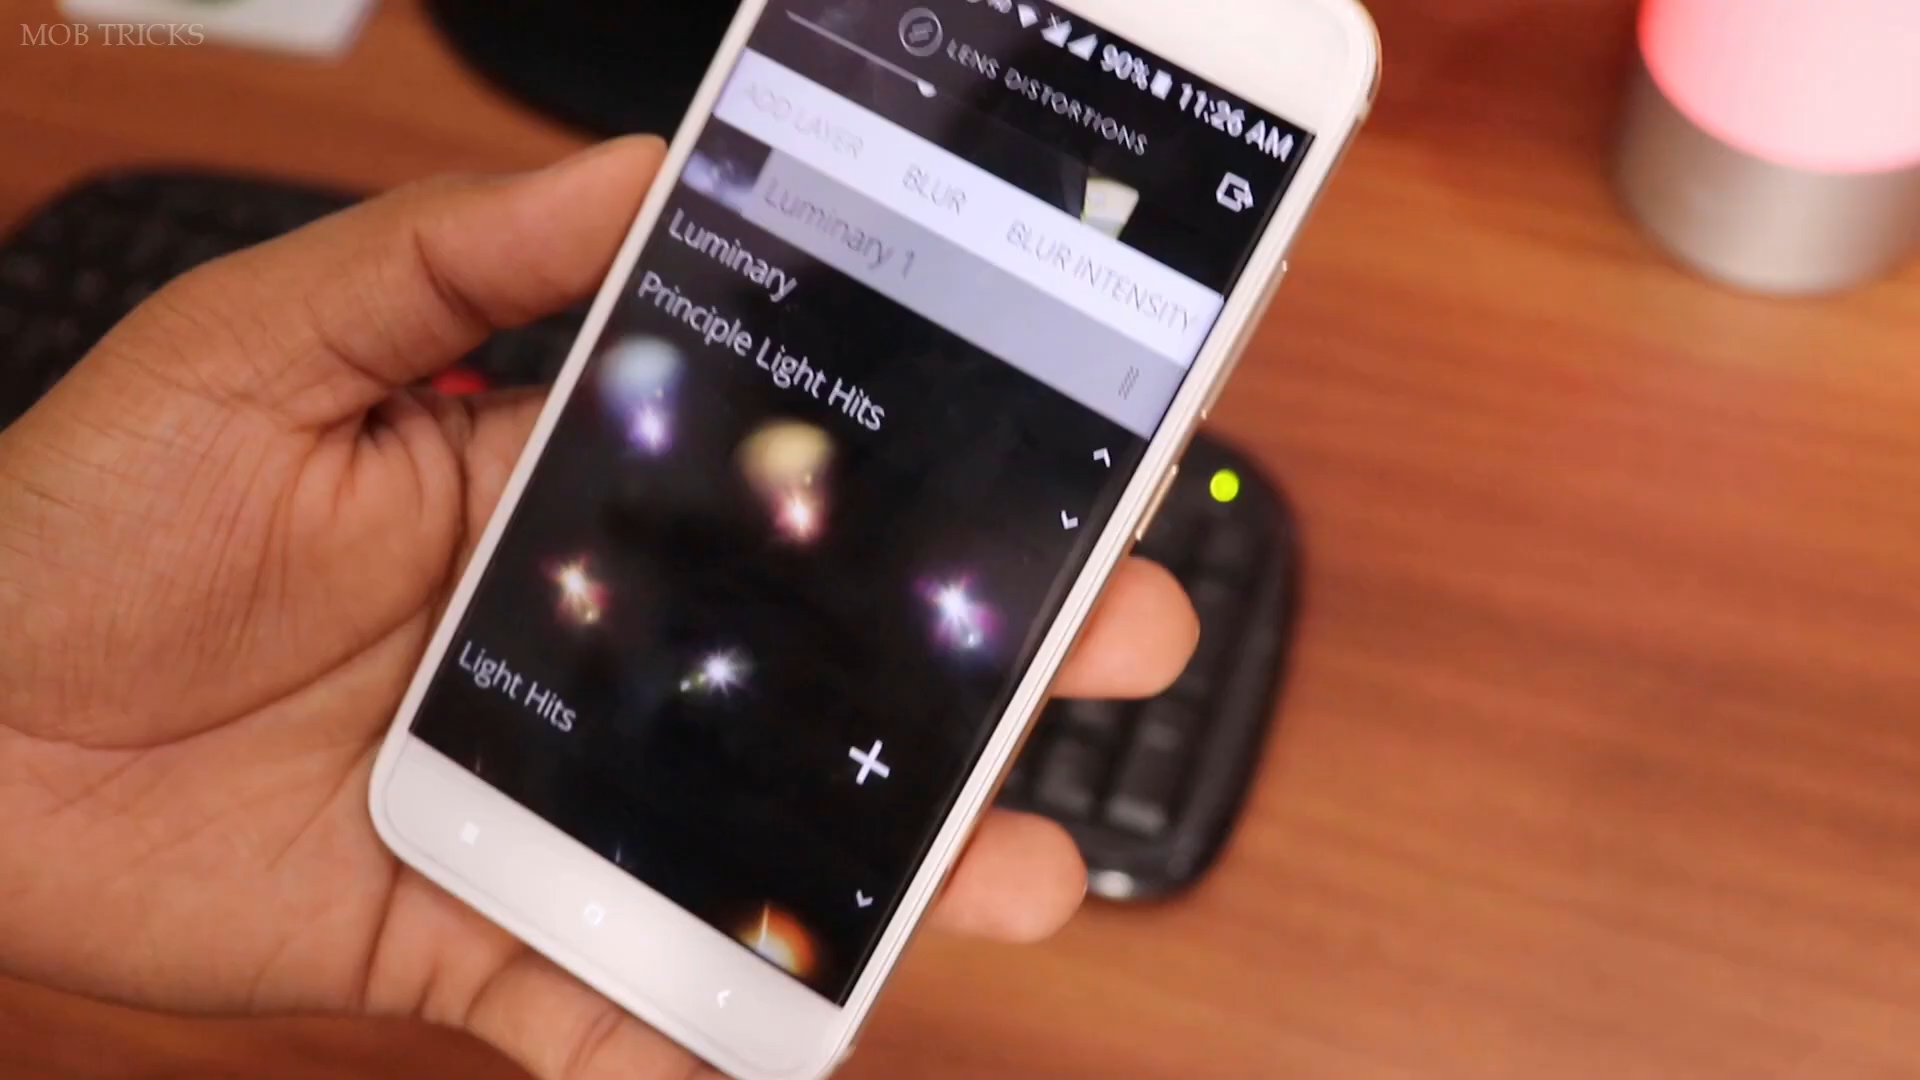 MOB TRICKS
90% 11:26 AM
LENS DISTORTIONS
ADD LAYER BLUR BLUR INTENSITY
Luminary 1
Luminary
Principle Light Hits
Light Hits